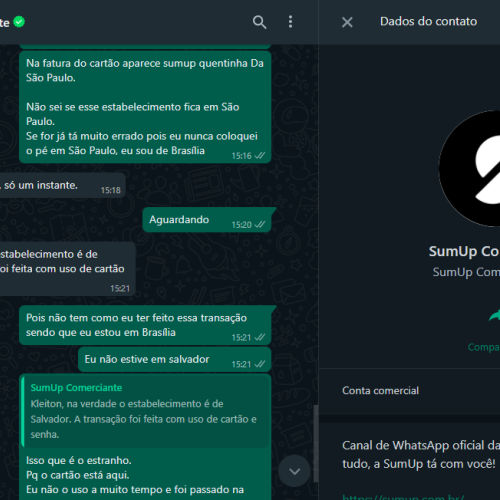 te
Dados do contato
Na fatura do cartão aparece sumup quentinha Da
São Paulo.
Não sei se esse estabelecimento fica em São
Paulo.
Se for já tá muito errado pois eu nunca coloquei
o pé em São Paulo, eu sou de Brasília
15:16
, só um instante.
15:18
Aguardando
15:20
stabelecimento é de
oi feita com uso de cartão
15:21
Pois não tem como eu ter feito essa transação
sendo que eu estou em Brasília
15:21
Eu não estive em salvador
15:21
SumUp Comerciante
Kleiton, na verdade o estabelecimento é de
Salvador. A transação foi feita com uso de cartão e
senha.
Isso que é o estranho.
Pq o cartão está aqui.
Eu não o uso a muito tempo e foi passado na
SumUp Co
SumUp Com
Compa
Conta comercial
Canal de WhatsApp oficial da
tudo, a SumUp tá com você!
https://sumup.com.br/